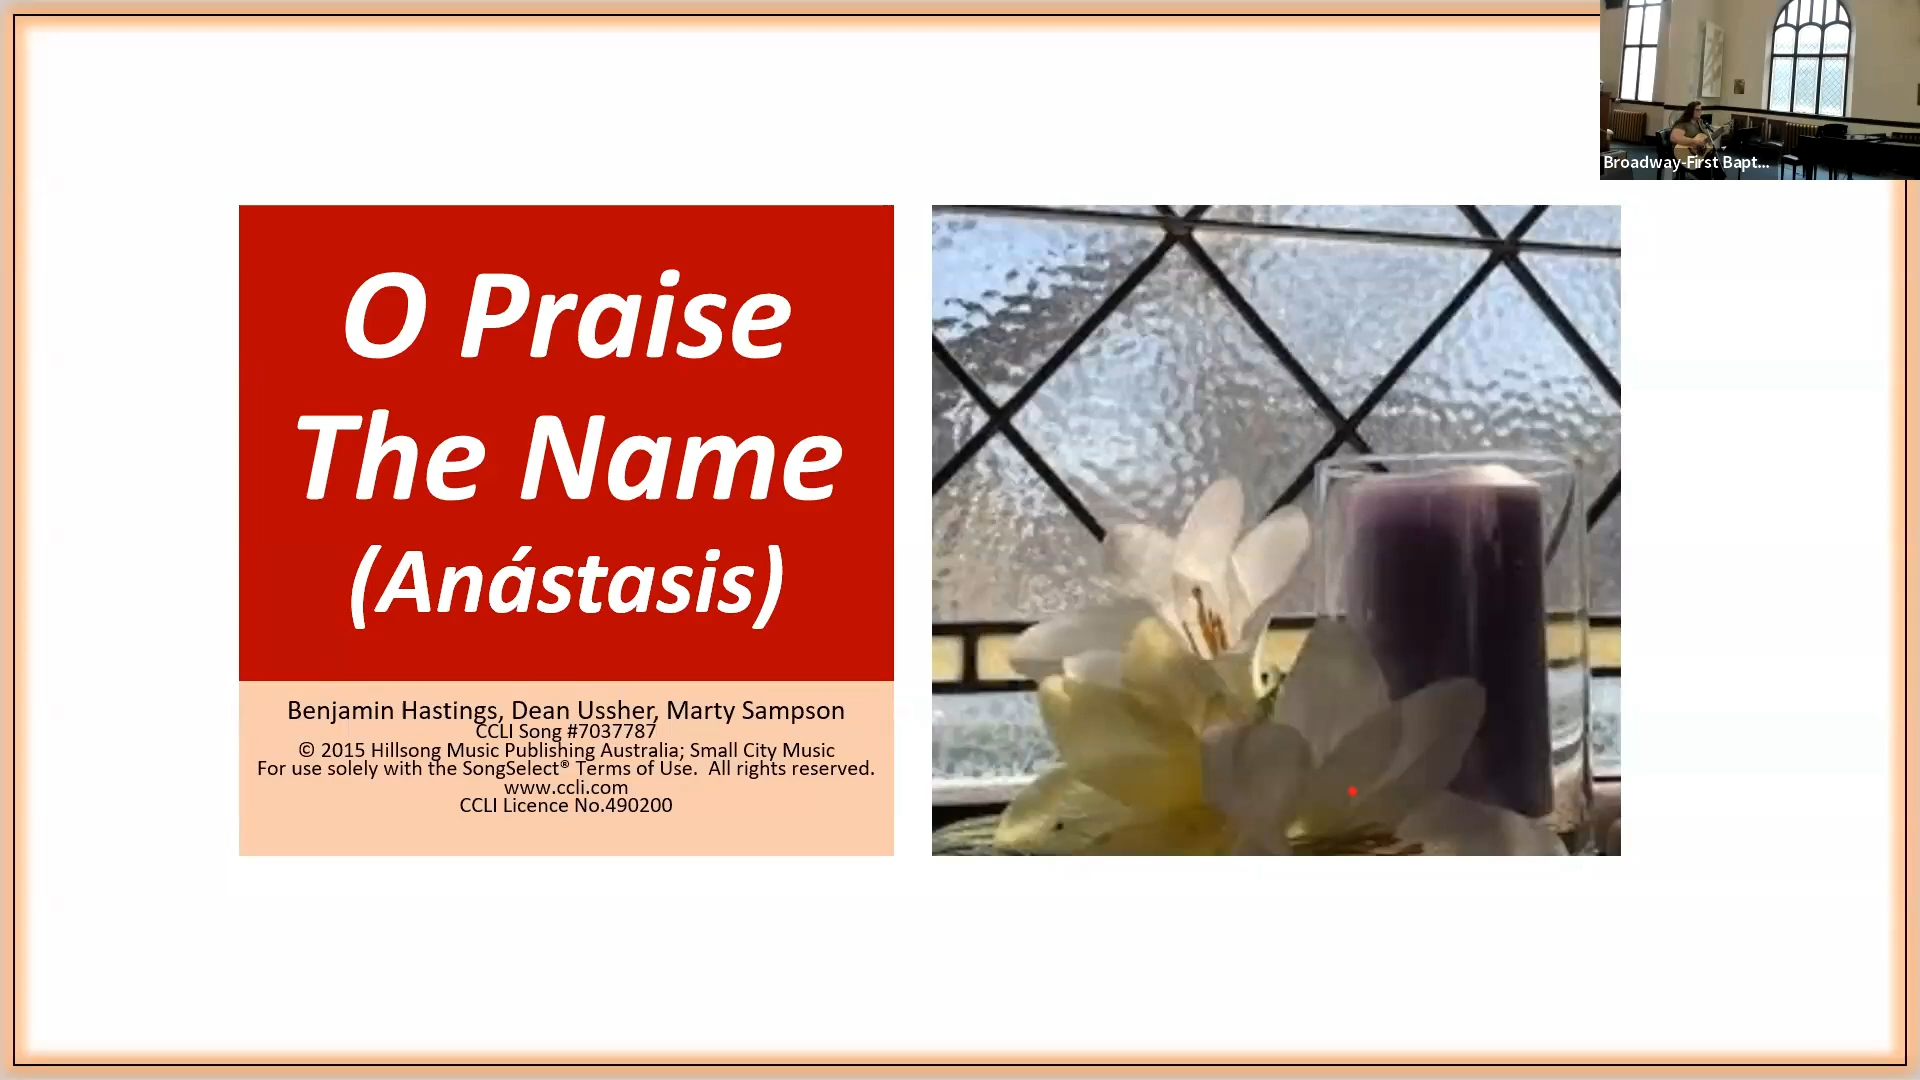 O Praise
The Name
(Anástasis)
Benjamin Hastings, Dean Ussher, Marty Sampson
CCLI Song #7037787
© 2015 Hillsong Music Publishing Australia; Small City Music
For use solely with the SongSelect® Terms of Use.  All rights reserved.
www.ccli.com
CCLI Licence No.490200
Broadway-First Bapt...